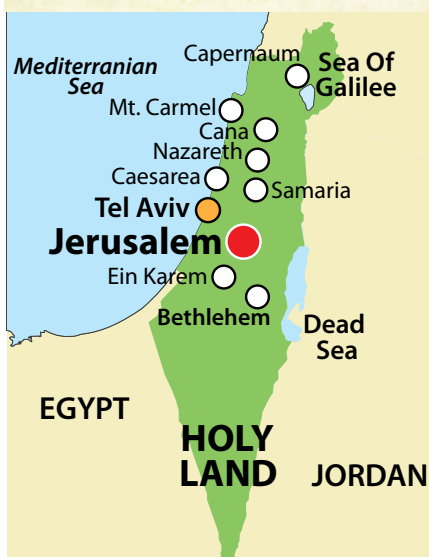 Capernaum
Mediterranian
Sea
Sea Of
Galilee
Mt. Carmel
Cana
Nazareth
Caesarea
Samaria
Tel Aviv
Jerusalem
Ein Karem
Bethlehem
Dead
Sea
EGYPT
HOLY
LAND
JORDAN